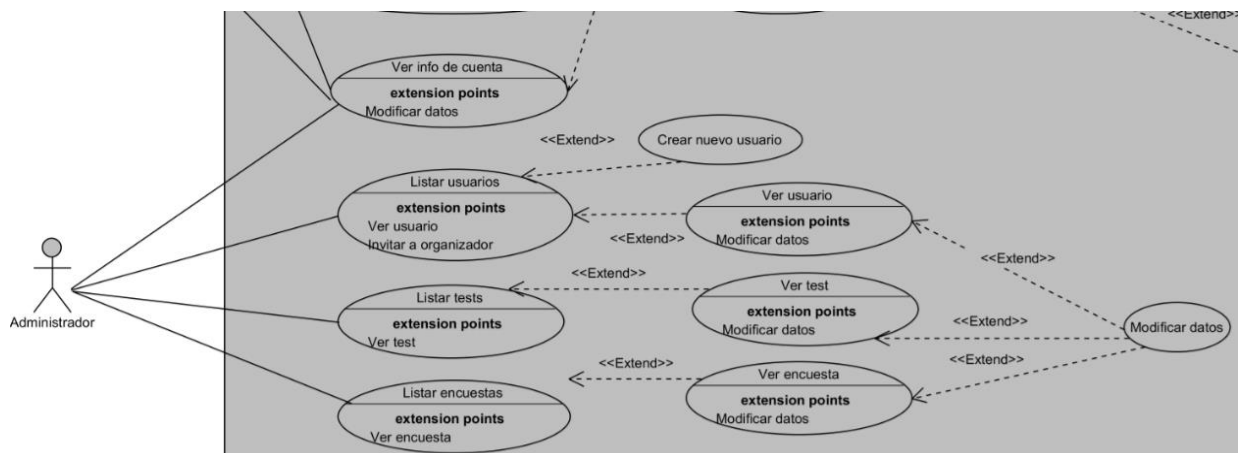 <<Extend>>
Ver info de cuenta
extension points
Modificar datos
<<Extend>>
Crear nuevo usuario
Listar usuarios
extension points
Ver usuario
Invitar a organizador
Ver usuario
extension points
Modificar datos
<<Extend>>
<<Extend>>
<<Extend>>
Listar tests
extension points
Ver test
Ver test
extension points
Modificar datos
<<Extend>>
Modificar datos
Administrador
<<Extend>>
<<Extend>>
Listar encuestas
extension points
Ver encuesta
Ver encuesta
extension points
Modificar datos